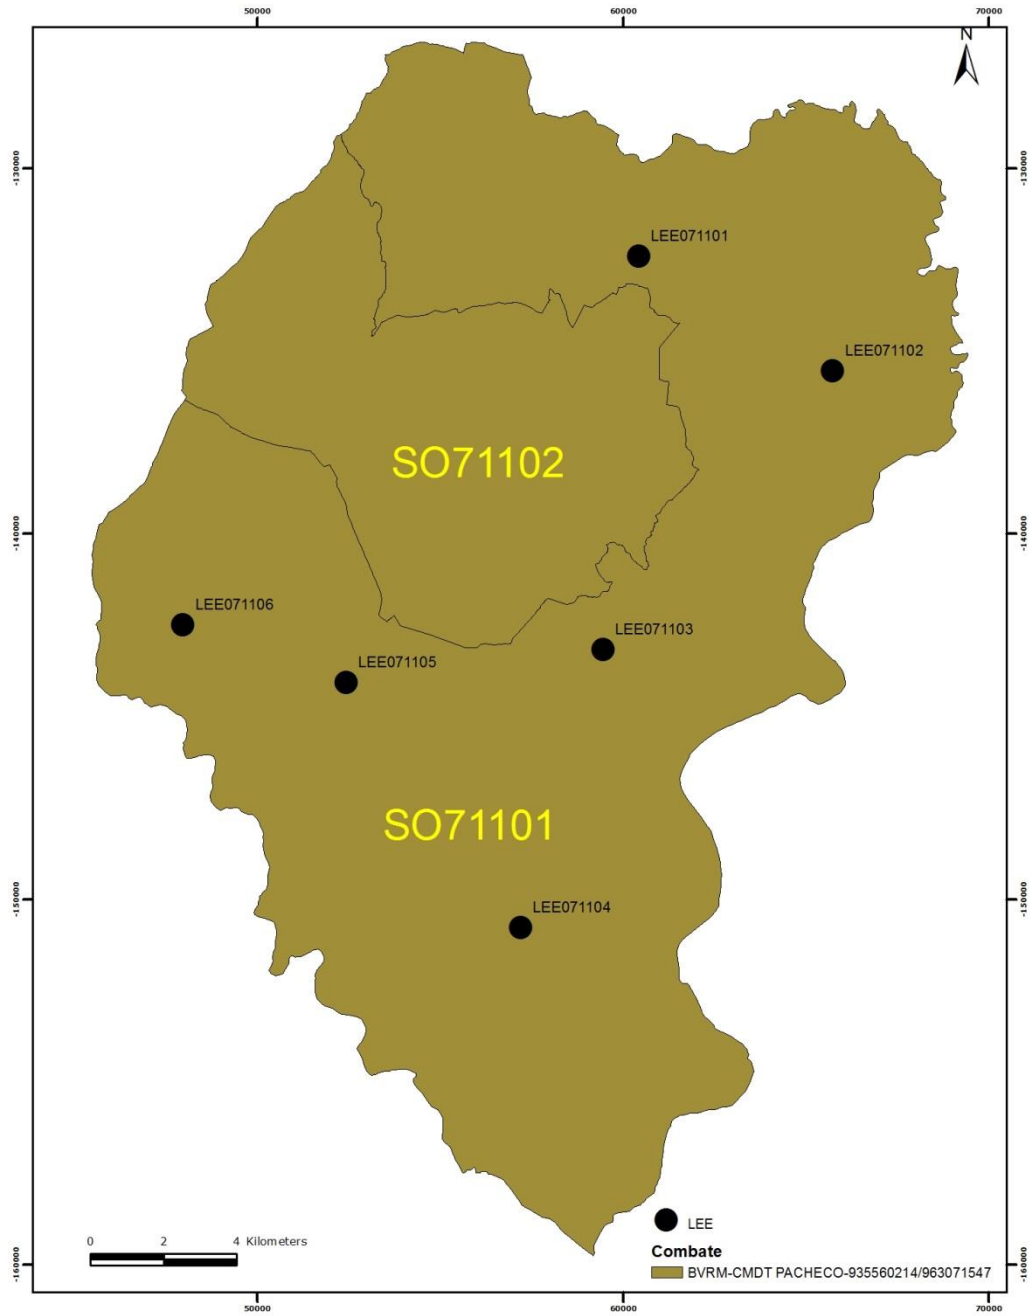 50000 60000 70000
N
-130000 -130000
LEE071101
LEE071102
SO71102
-140000 -140000
LEE071106
LEE071103
LEE071105
SO71101
-150000 -150000
LEE071104
LEE
0 2 4 Kilometers
Combate
BVRM-CMDT PACHECO-935560214/963071547
-160000 -160000
50000 60000 70000